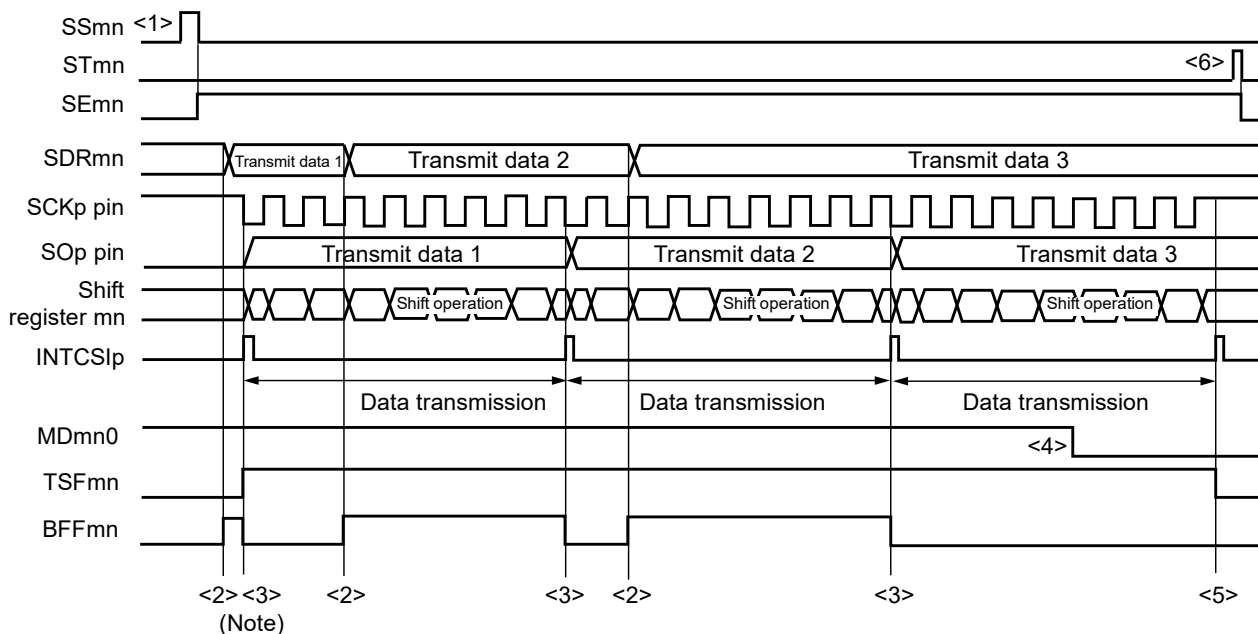 SSmn <1>
STmn <6>
SEmn
SDRmn Transmit data 1 Transmit data 2 Transmit data 3
SCKp pin
SOp pin Transmit data 1 Transmit data 2 Transmit data 3
Shift
register mn Shift operation Shift operation Shift operation
INTCSIp
Data transmission Data transmission Data transmission
MDmn0 <4>
TSFmn
BFFmn
<2> <3> <2> <3> <2> <3> <5>
(Note)